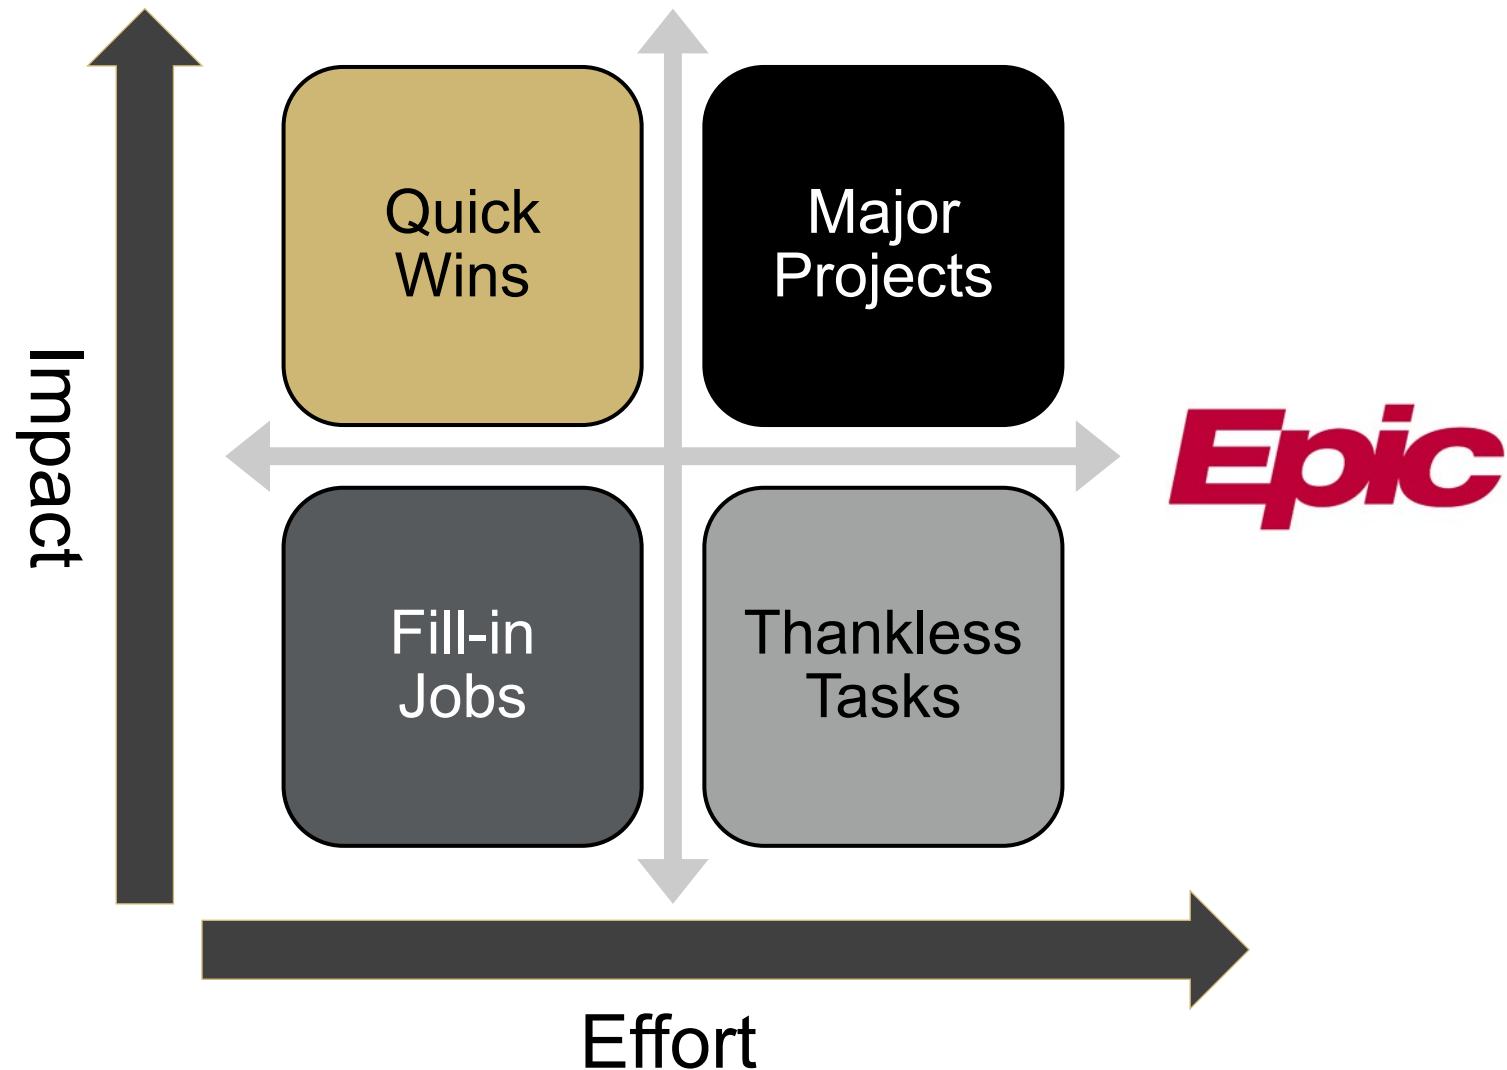 Quick
Wins
Major
Projects
Impact
Epic
Fill-in
Jobs
Thankless
Tasks
Effort